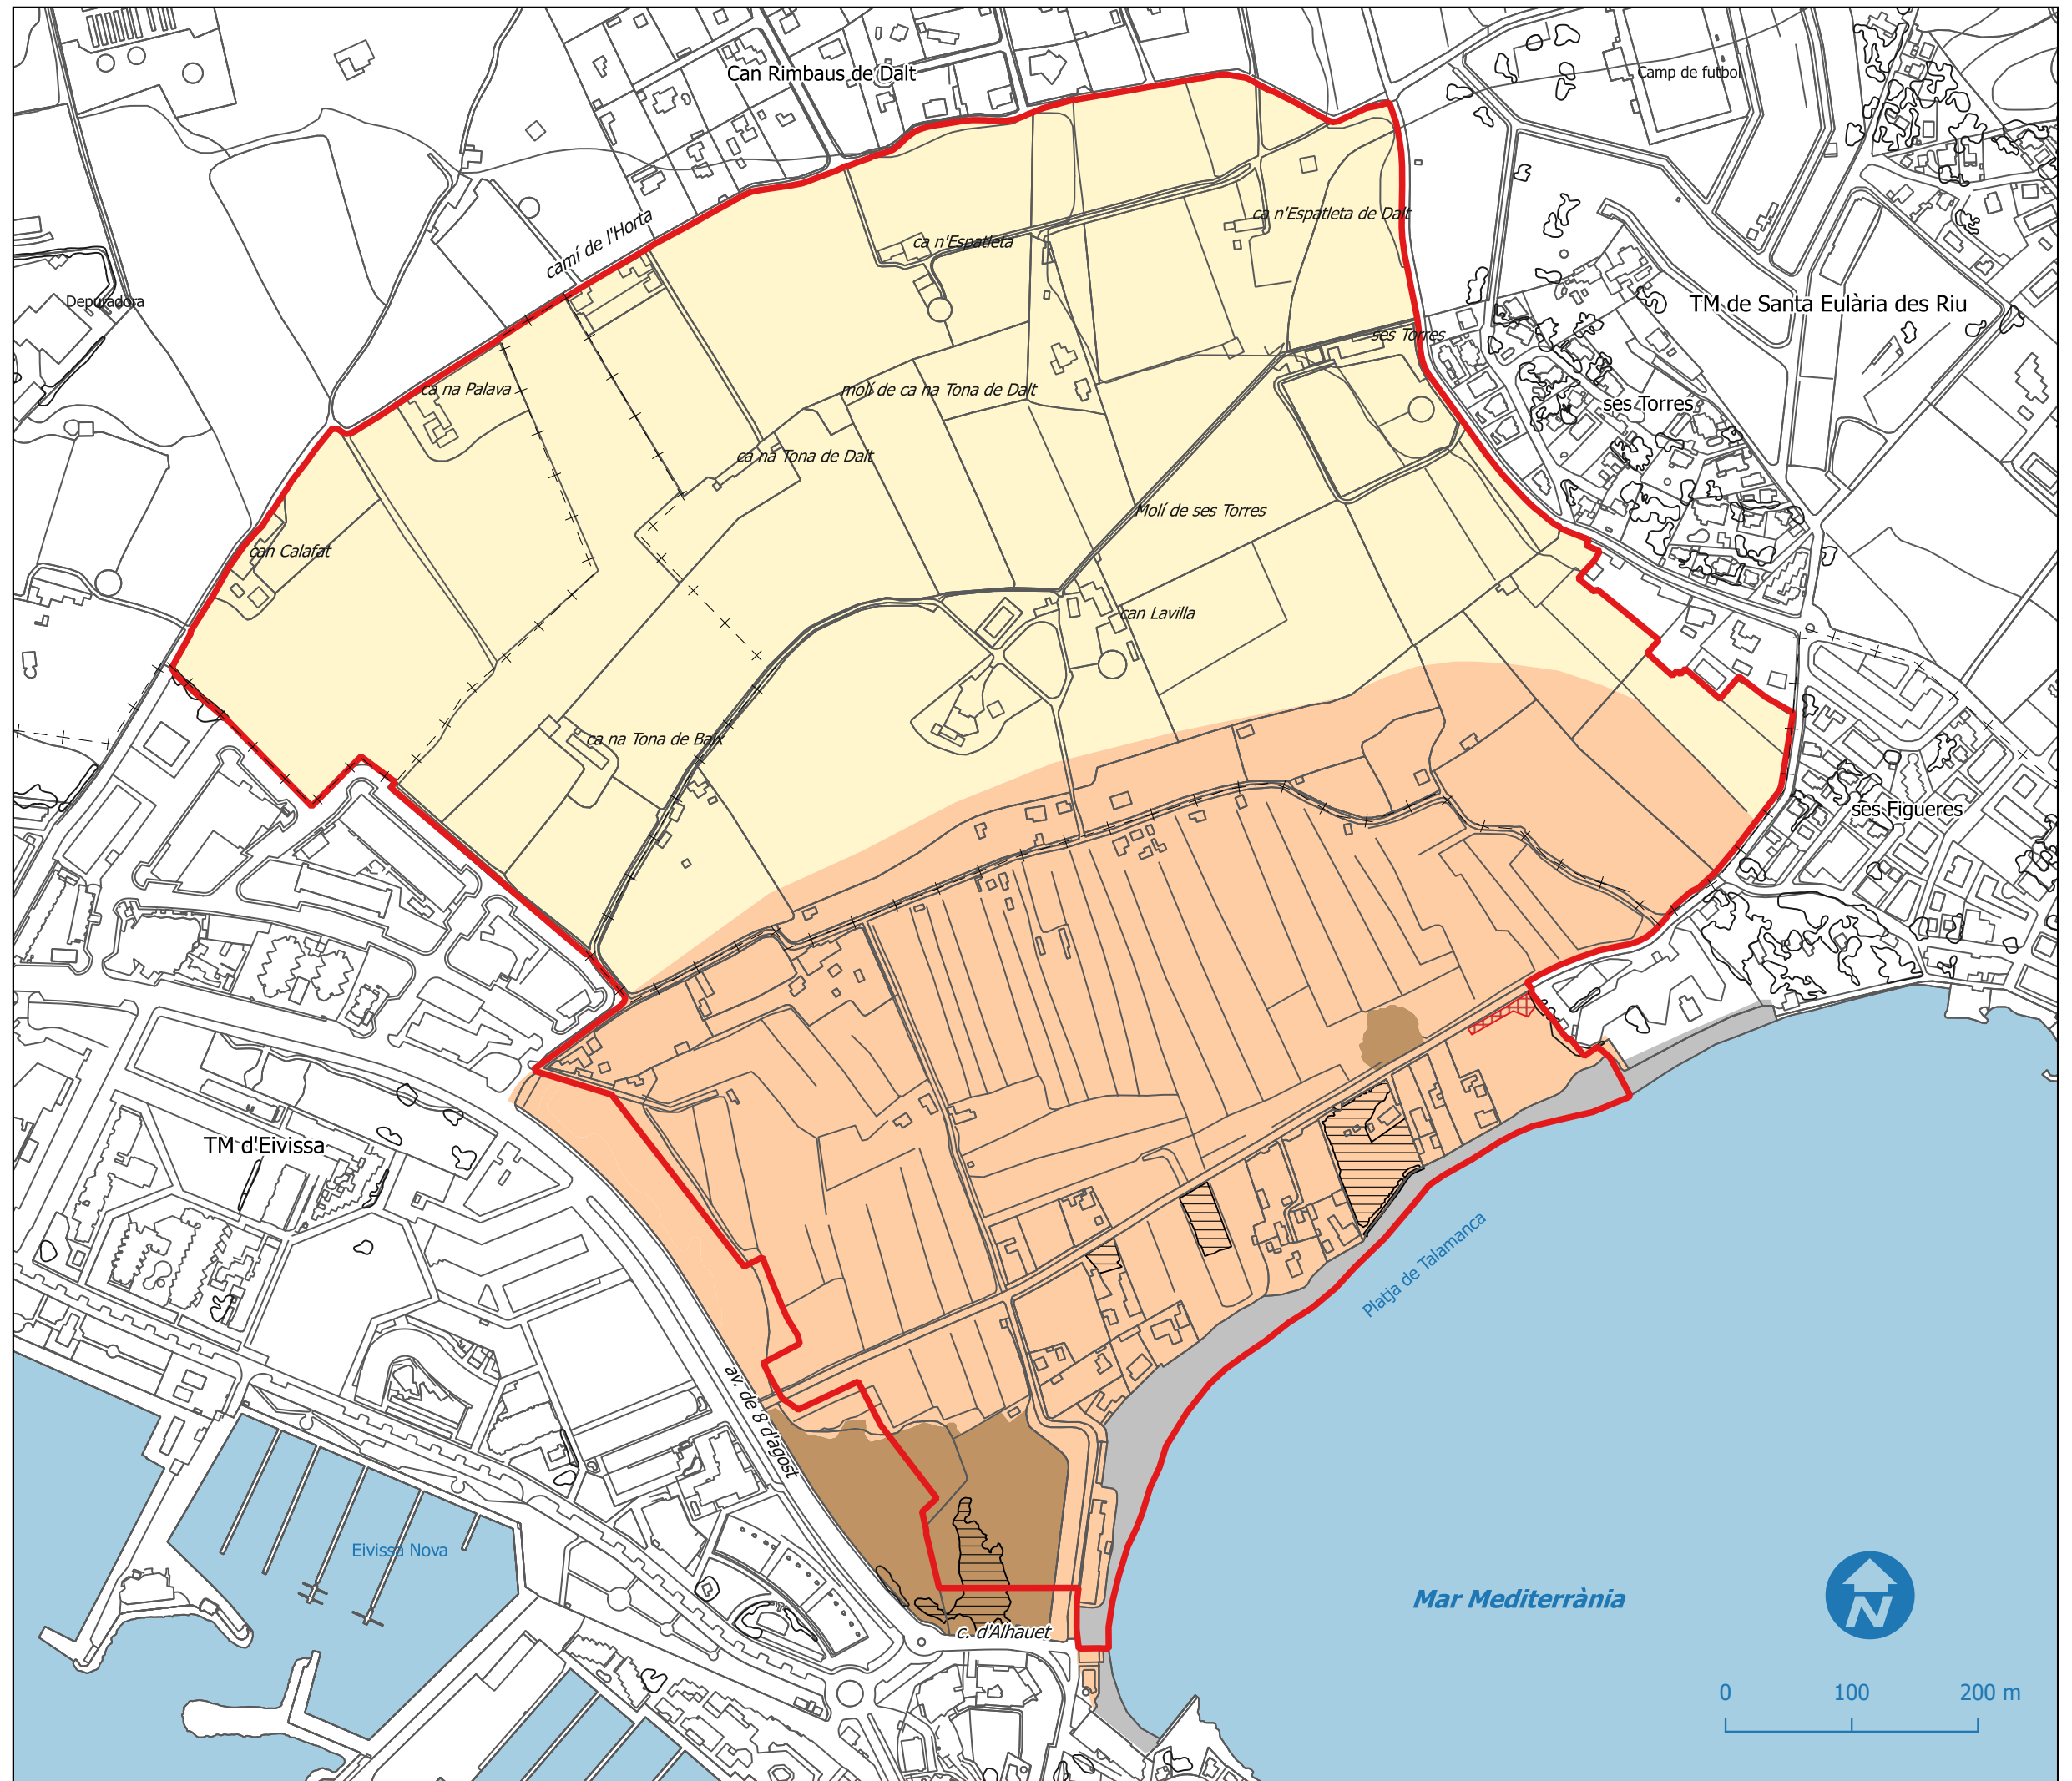 Can Rimbaus de Dalt
Camp de futbol
camí de l'Horta
ca n'Espatleta de Dalt
ca n'Espatleta
Depuradora
TM de Santa Eulària des Riu
ses Torres
ca na Palava
molí de ca na Tona de Dalt
ses Torres
ca na Tona de Dalt
Molí de ses Torres
can Calafat
can Lavilla
ca na Tona de Baix
ses Figueres
TM d'Eivissa
Platja de Talamanca
av. de 8 d'agost
Eivissa Nova
Mar Mediterrània
N
c. d'Alhauet
0 100 200 m